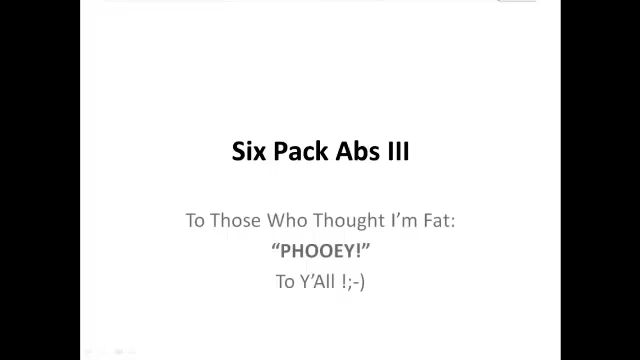 Six Pack Abs III
To Those Who Thought I’m Fat:
“PHOOEY!”
To Y’All !;-)